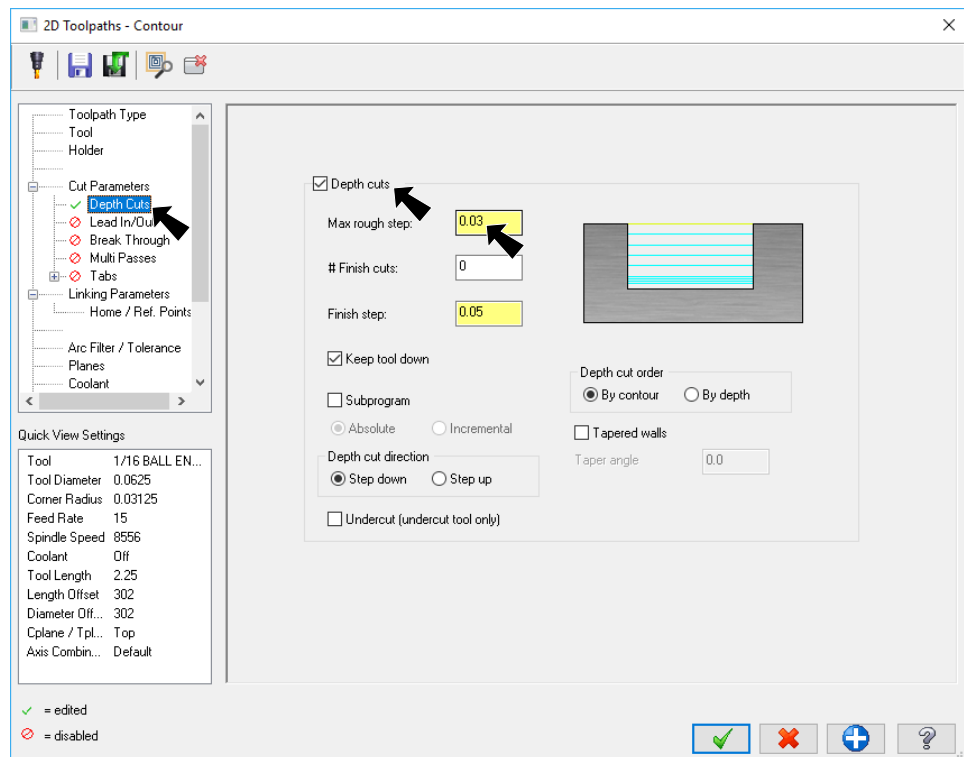 2D Toolpaths - Contour
Toolpath Type
Tool
Holder
Cut Parameters
Depth Cuts
Lead In/Out
Break Through
Multi Passes
Tabs
Linking Parameters
Home / Ref. Points
Arc Filter / Tolerance
Planes
Coolant
Quick View Settings
Tool 1/16 BALL EN...
Tool Diameter 0.0625
Corner Radius 0.03125
Feed Rate 15
Spindle Speed 8556
Coolant Off
Tool Length 2.25
Length Offset 302
Diameter Off... 302
Cplane / Tpl... Top
Axis Combin... Default
= edited
= disabled
Depth cuts
Max rough step: 0.03
# Finish cuts: 0
Finish step: 0.05
Keep tool down
Subprogram
Absolute Incremental
Depth cut direction
Step down Step up
Undercut (undercut tool only)
Depth cut order
By contour By depth
Tapered walls
Taper angle 0.0